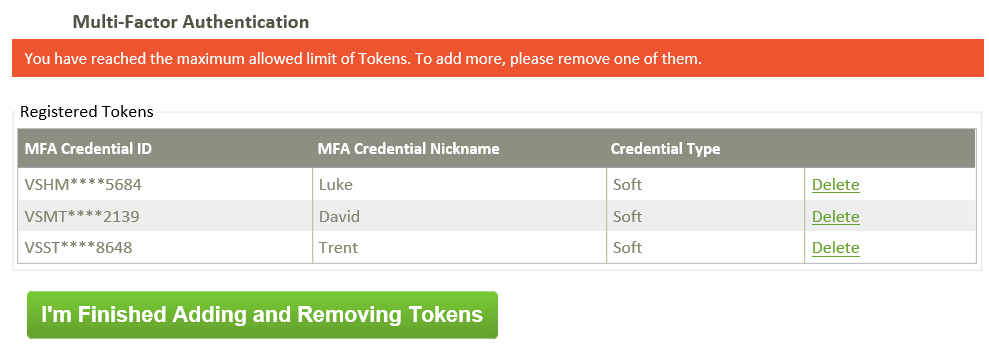 Multi-Factor Authentication
You have reached the maximum allowed limit of Tokens. To add more, please remove one of them.
Registered Tokens
MFA Credential ID MFA Credential Nickname Credential Type
VSHM****5684 Luke Soft Delete
VSMT****2139 David Soft Delete
VSST****8648 Trent Soft Delete
I'm Finished Adding and Removing Tokens